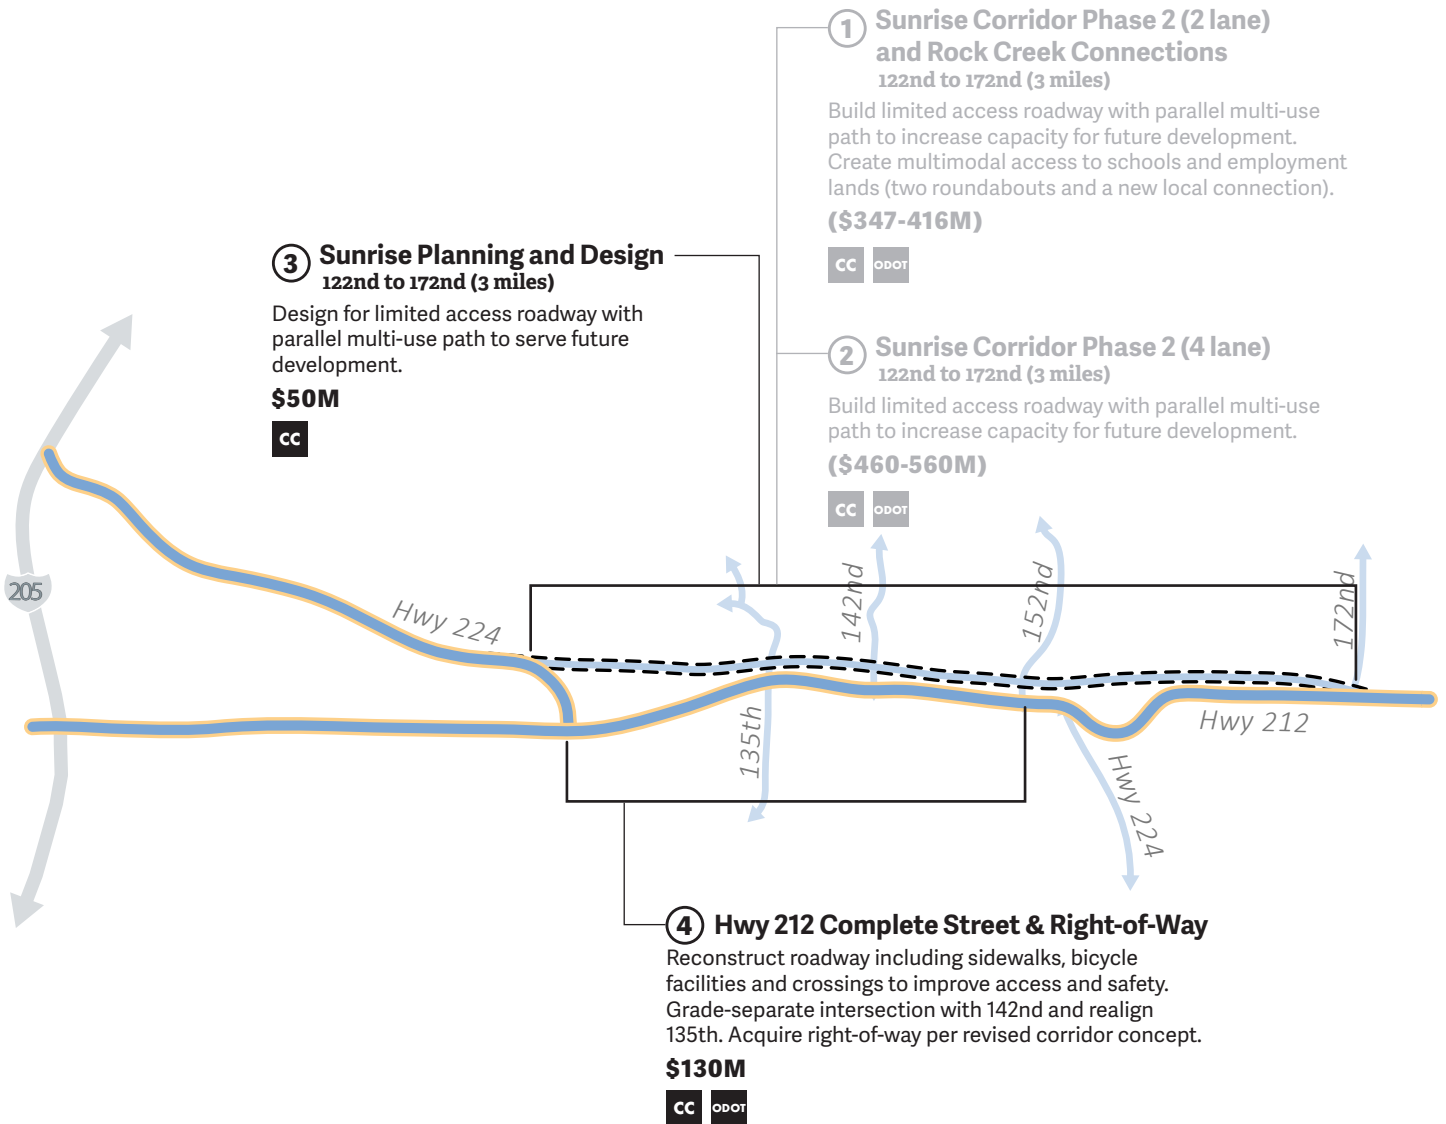 1
Sunrise Corridor Phase 2 (2 lane)
and Rock Creek Connections
122nd to 172nd (3 miles)
Build limited access roadway with parallel multi-use
path to increase capacity for future development.
Create multimodal access to schools and employment
lands (two roundabouts and a new local connection).
($347-416M)
CC ODOT
3 Sunrise Planning and Design
122nd to 172nd (3 miles)
Design for limited access roadway with
parallel multi-use path to serve future
development.
$50M
CC
2 Sunrise Corridor Phase 2 (4 lane)
122nd to 172nd (3 miles)
Build limited access roadway with parallel multi-use
path to increase capacity for future development.
($460-560M)
CC ODOT
205
Hwy 224
142nd
152nd
172nd
135th
Hwy 212
Hwy 224
4 Hwy 212 Complete Street & Right-of-Way
Reconstruct roadway including sidewalks, bicycle
facilities and crossings to improve access and safety.
Grade-separate intersection with 142nd and realign
135th. Acquire right-of-way per revised corridor concept.
$130M
CC ODOT